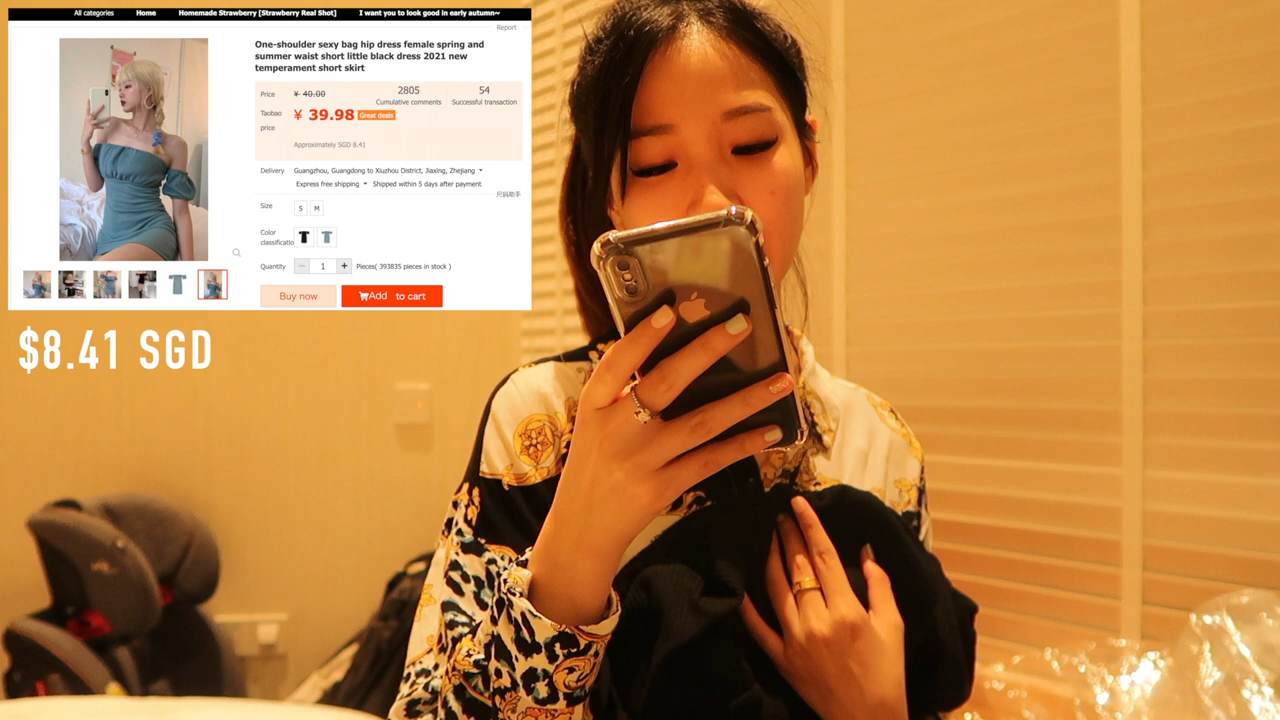 All categories Home Homemade Strawberry [Strawberry Real Shot] I want you to look good in early autumn~
Report
One-shoulder sexy bag hip dress female spring and
summer waist short little black dress 2021 new
temperament short skirt
Price ¥ 40.00 2805 54
Cumulative comments Successful transaction
Taobao price ¥ 39.98 Great deals
Approximately SGD 8.41
Delivery Guangzhou, Guangdong to Xiuzhou District, Jiaxing, Zhejiang
Express free shipping Shipped within 5 days after payment
尺码助手
Size S M
Color
classificatio
Quantity 1 Pieces( 393835 pieces in stock )
Buy now Add to cart
$8.41 SGD